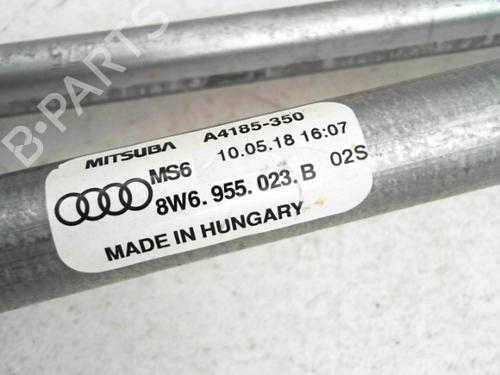 B-PARTS
MITSUBA A4185-350
MS6 10.05.18 16:07
8W6.955.023.B 02S
MADE IN HUNGARY